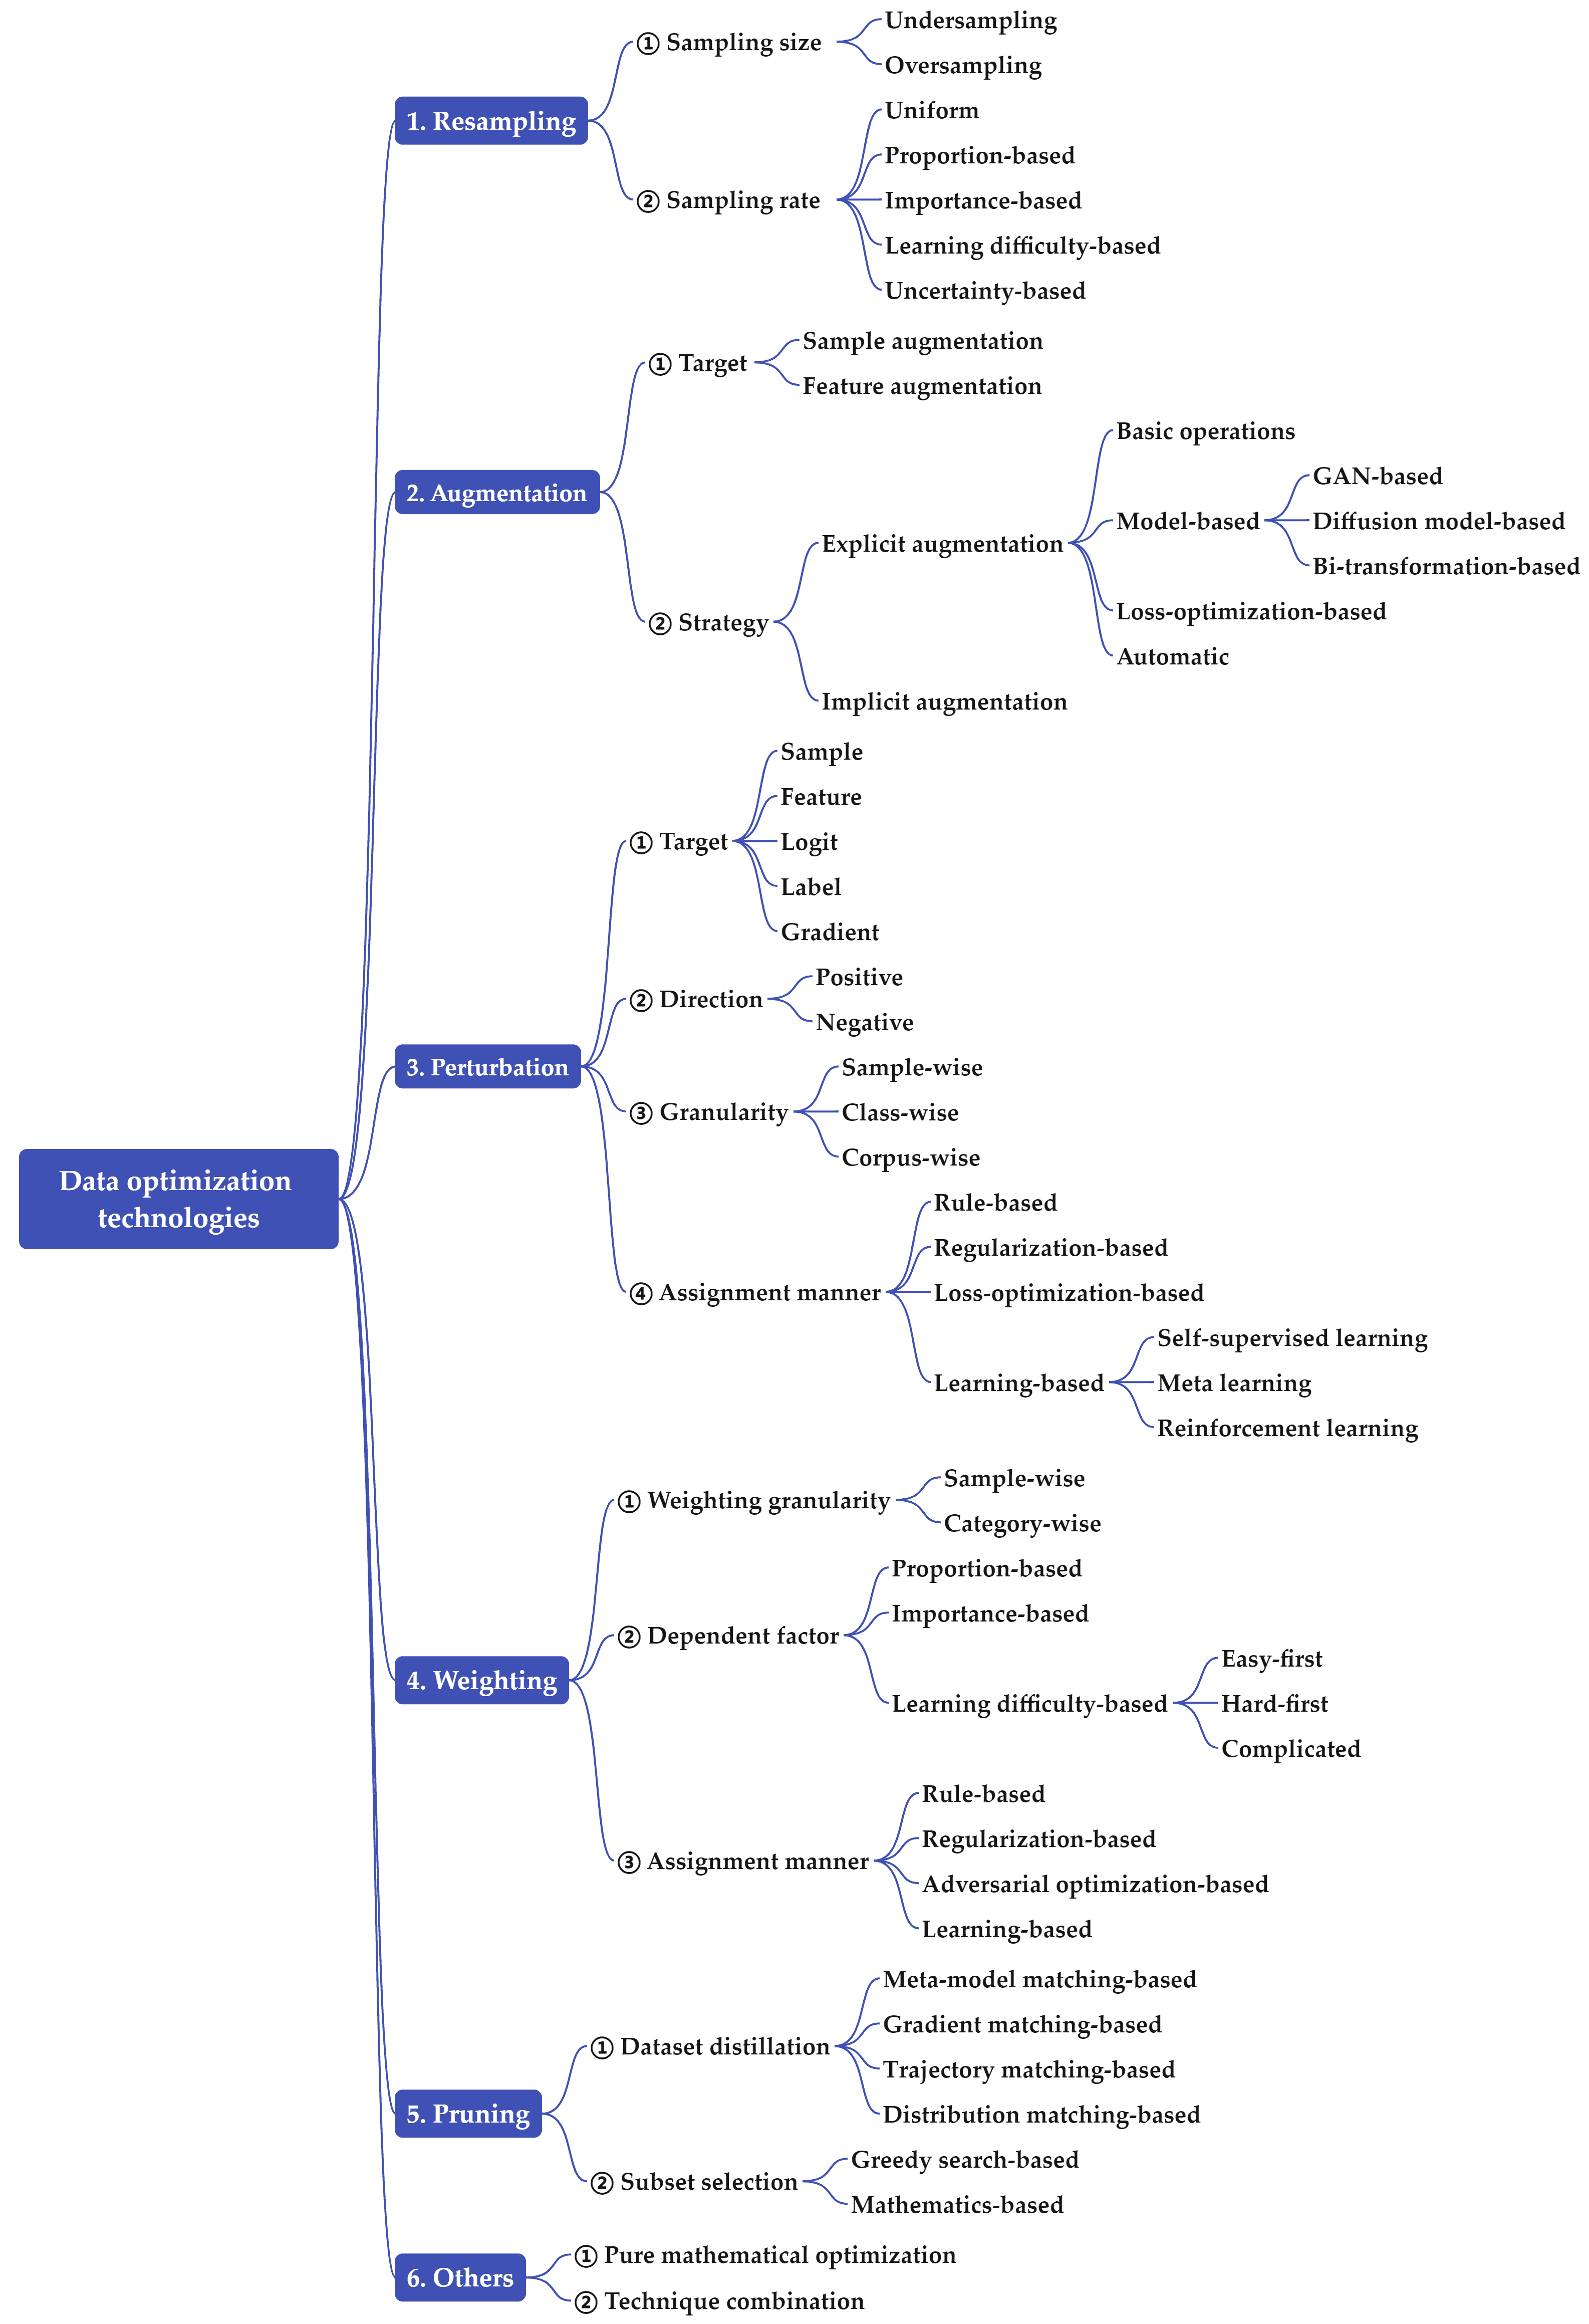 Data optimization
technologies
1. Resampling
① Sampling size
Undersampling
Oversampling
② Sampling rate
Uniform
Proportion-based
Importance-based
Learning difficulty-based
Uncertainty-based
2. Augmentation
① Target
Sample augmentation
Feature augmentation
② Strategy
Explicit augmentation
Basic operations
Model-based
GAN-based
Diffusion model-based
Bi-transformation-based
Loss-optimization-based
Automatic
Implicit augmentation
3. Perturbation
① Target
Sample
Feature
Logit
Label
Gradient
② Direction
Positive
Negative
③ Granularity
Sample-wise
Class-wise
Corpus-wise
④ Assignment manner
Rule-based
Regularization-based
Loss-optimization-based
Learning-based
Self-supervised learning
Meta learning
Reinforcement learning
4. Weighting
① Weighting granularity
Sample-wise
Category-wise
② Dependent factor
Proportion-based
Importance-based
Learning difficulty-based
Easy-first
Hard-first
Complicated
③ Assignment manner
Rule-based
Regularization-based
Adversarial optimization-based
Learning-based
5. Pruning
① Dataset distillation
Meta-model matching-based
Gradient matching-based
Trajectory matching-based
Distribution matching-based
② Subset selection
Greedy search-based
Mathematics-based
6. Others
① Pure mathematical optimization
② Technique combination